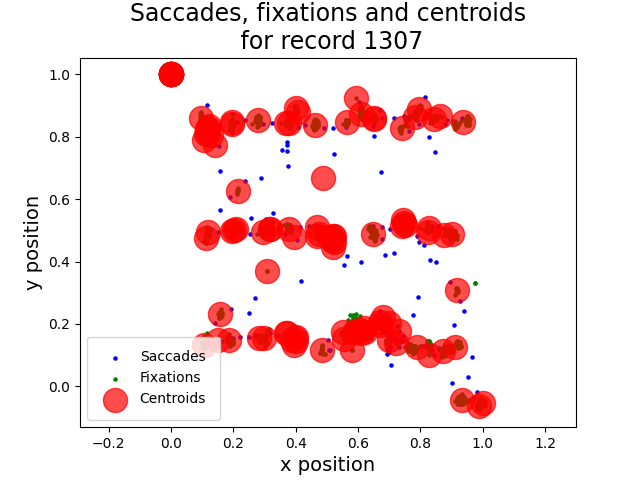 Saccades, fixations and centroids
for record 1307
1.0
0.8
0.6
0.4
0.2
0.0
y position
Saccades
Fixations
Centroids
−0.2
0.0
0.2
0.4
0.6
0.8
1.0
1.2
x position